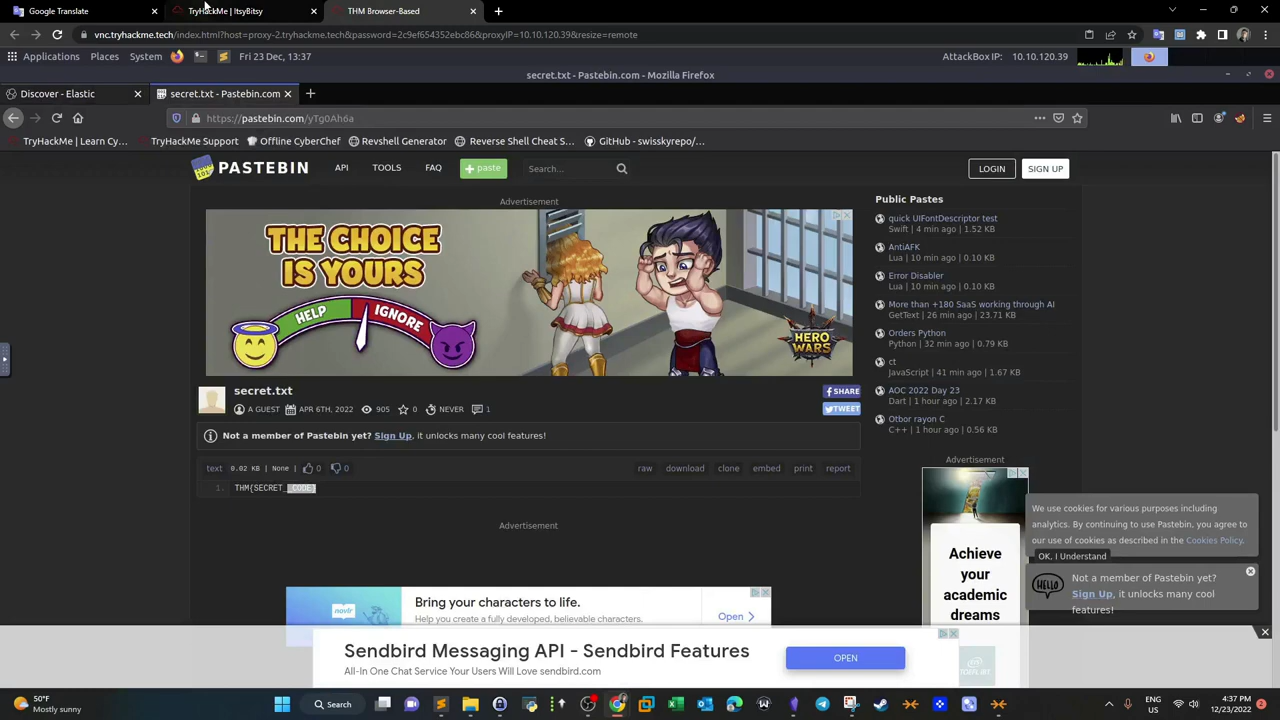 Google Translate
TryHackMe | ItsyBitsy
THM Browser-Based
vnc.tryhackme.tech/index.html?host=proxy-2.tryhackme.tech&password=2c9ef654352ebc86&proxyIP=10.10.120.39&resize=remote
Applications Places System Fri 23 Dec, 13:37 AttackBox IP: 10.10.120.39
secret.txt - Pastebin.com - Mozilla Firefox
Discover - Elastic
secret.txt - Pastebin.com
https://pastebin.com/yTg0Ah6a
TryHackMe | Learn Cy... TryHackMe Support Offline CyberChef Revshell Generator Reverse Shell Cheat S... GitHub - swisskyrepo/...
PASTEBIN API TOOLS FAQ + paste Search... LOGIN SIGN UP
Advertisement
THE CHOICE
IS YOURS
HELP IGNORE
HERO
WARS
secret.txt
A GUEST APR 6TH, 2022 905 0 NEVER 1
SHARE
TWEET
Not a member of Pastebin yet? Sign Up, it unlocks many cool features!
text 0.02 KB | None | 0 0 raw download clone embed print report
1. THM{SECRET__CODE}
Advertisement
Public Pastes
quick UIFontDescriptor test
Swift | 4 min ago | 1.52 KB
AntiAFK
Lua | 10 min ago | 0.10 KB
Error Disabler
Lua | 10 min ago | 0.10 KB
More than +180 SaaS working through AI
GetText | 26 min ago | 23.71 KB
Orders Python
Python | 32 min ago | 0.79 KB
ct
JavaScript | 41 min ago | 1.67 KB
AOC 2022 Day 23
Dart | 1 hour ago | 2.17 KB
Otbor rayon C
C++ | 1 hour ago | 0.56 KB
Advertisement
Achieve
your
academic
dreams
We use cookies for various purposes including
analytics. By continuing to use Pastebin, you agree to
our use of cookies as described in the Cookies Policy.
OK, I Understand
HELLO
Not a member of Pastebin yet?
Sign Up, it unlocks many cool
features!
novlr
Bring your characters to life.
Help you create a fully developed, believable characters.
Open
Sendbird Messaging API - Sendbird Features
All-In One Chat Service Your Users Will Love sendbird.com
OPEN
50°F
Mostly sunny
Search
ENG
US
4:37 PM
12/23/2022